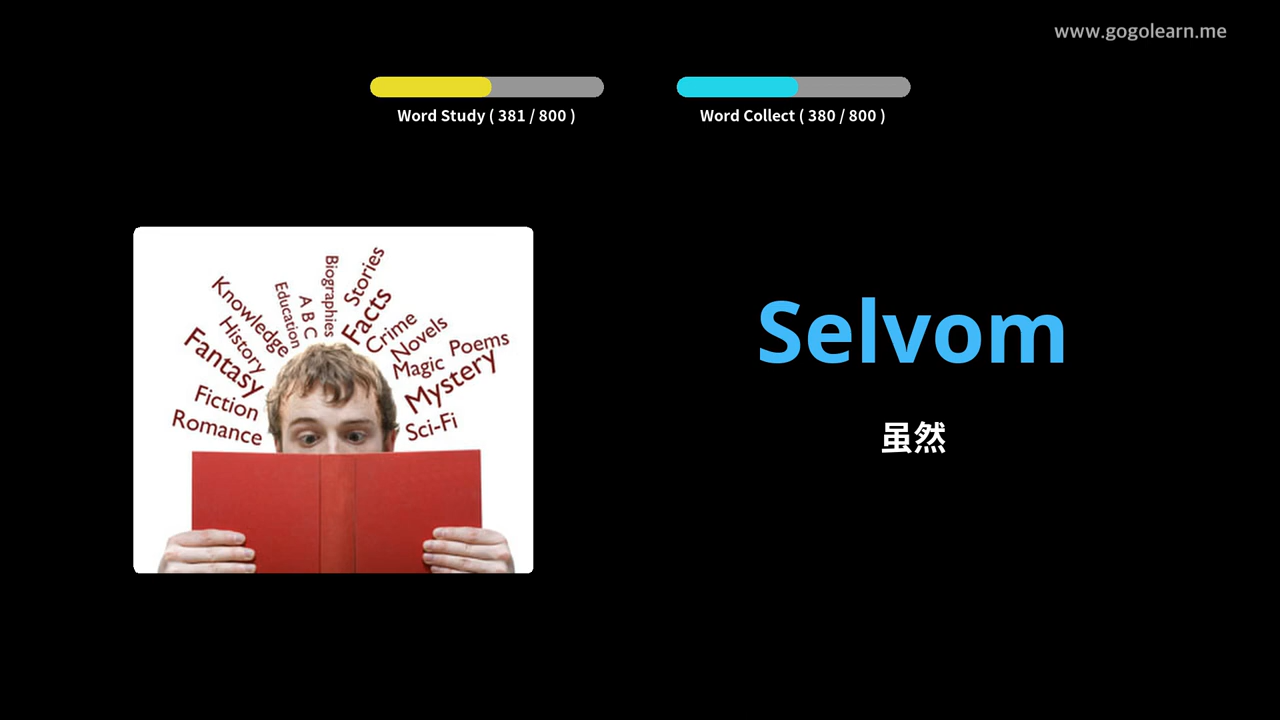 www.gogolearn.me
Word Study ( 381 / 800 )
Word Collect ( 380 / 800 )
Knowledge
Education
A B C
Biographies
Stories
Facts
History
Crime
Novels
Fantasy
Magic
Poems
Mystery
Fiction
Romance
Sci-Fi
Selvom
虽然